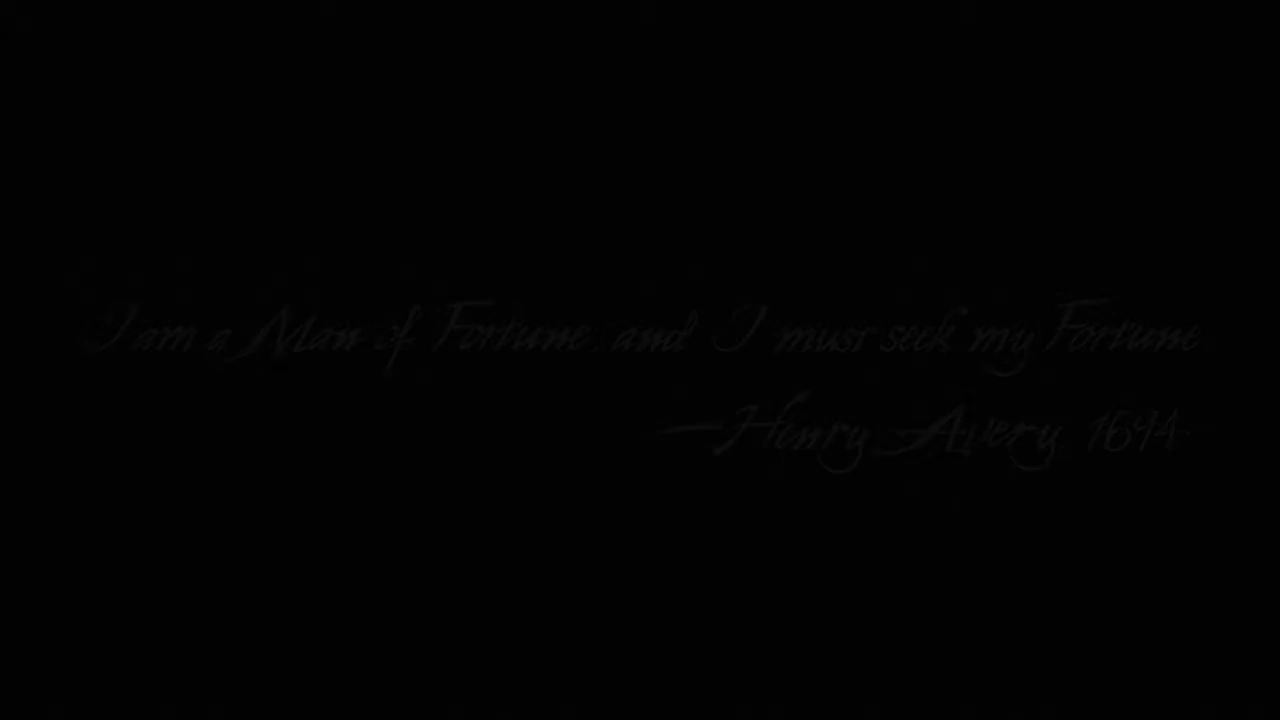 I am a Man of Fortune and I must seek my Fortune
—Henry Avery 1694